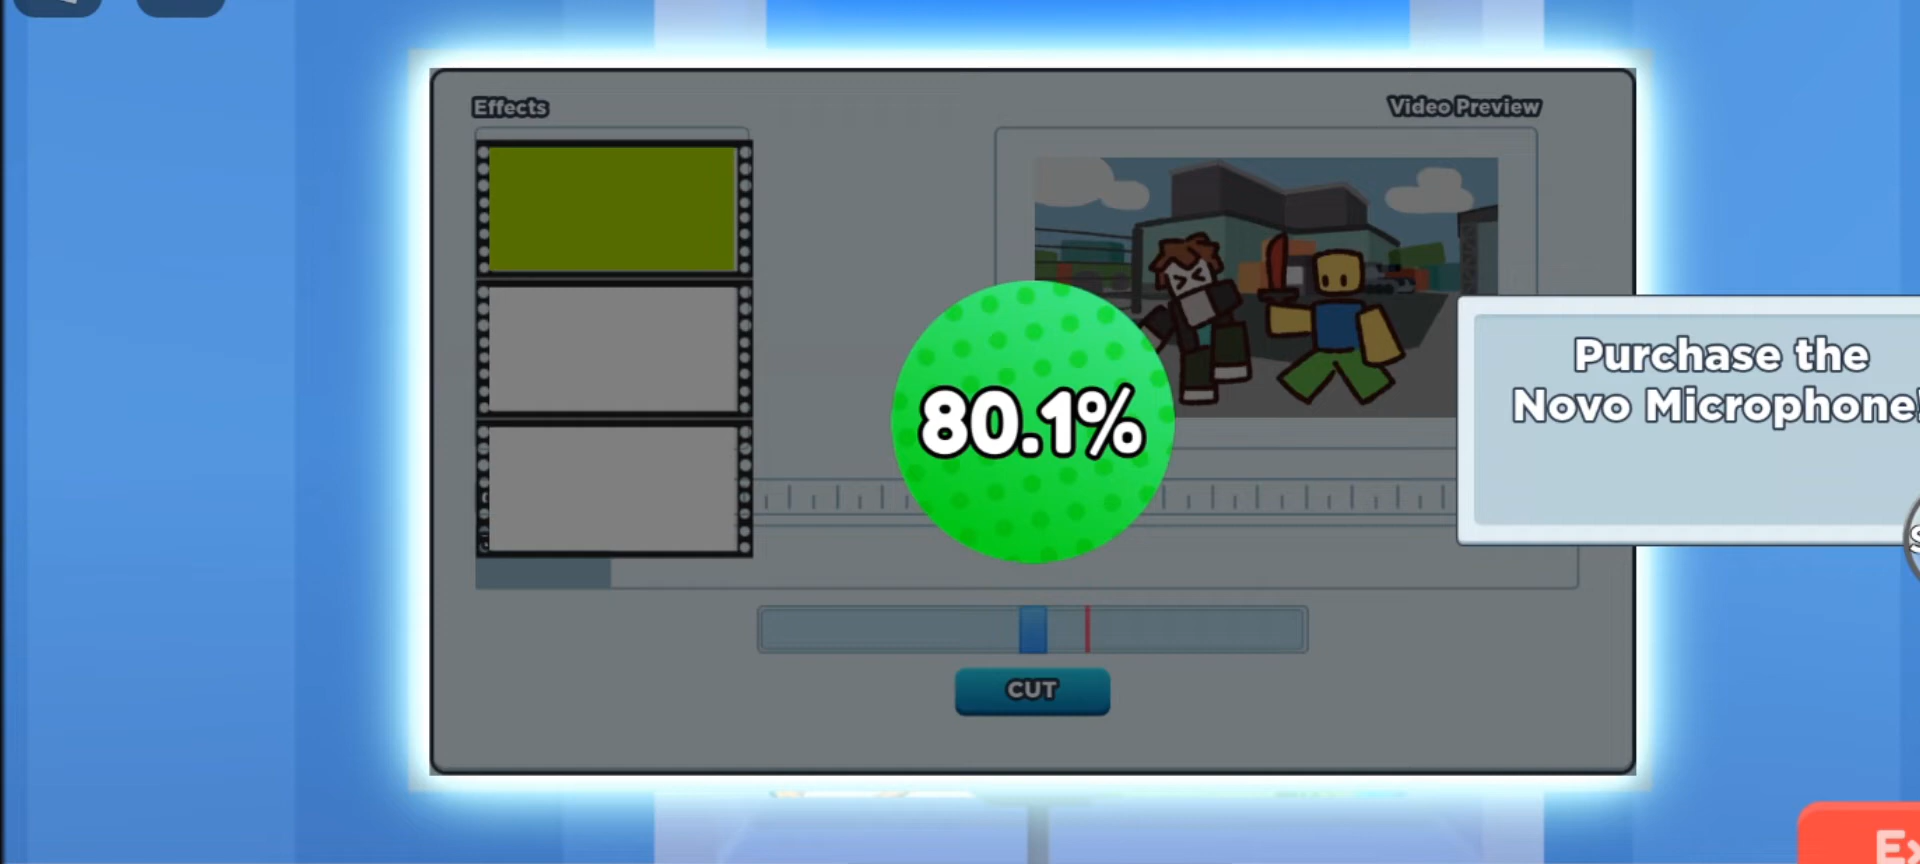 Effects
Video Preview
80.1%
Purchase the
Novo Microphone!
CUT